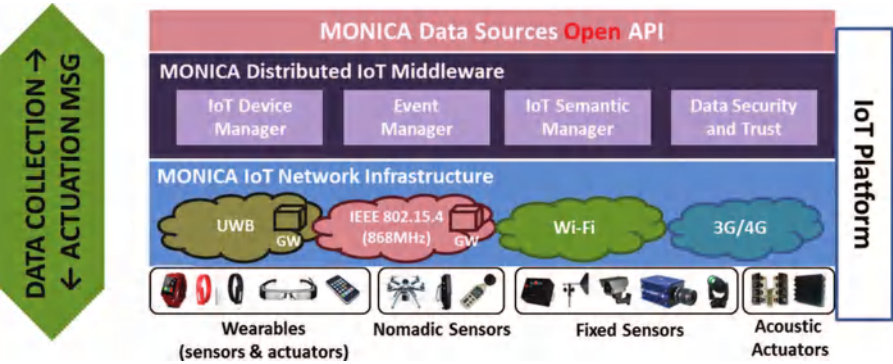 MONICA Data Sources Open API
DATA COLLECTION →
← ACTUATION MSG
MONICA Distributed IoT Middleware
IoT Device
Manager
Event
Manager
IoT Semantic
Manager
Data Security
and Trust
IoT Platform
MONICA IoT Network Infrastructure
UWB
GW
IEEE 802.15.4
(868MHz)
GW
Wi-Fi
3G/4G
Wearables
(sensors & actuators)
Nomadic Sensors
Fixed Sensors
Acoustic
Actuators